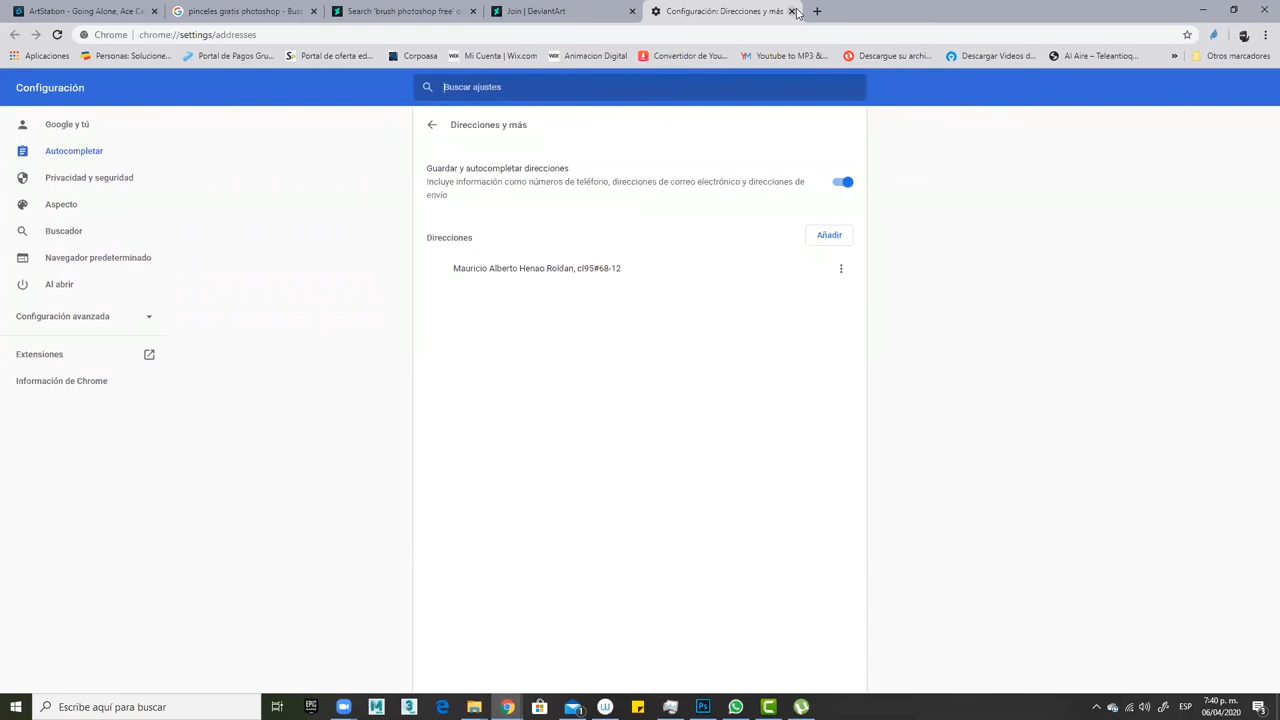 ArtStation - Gat Alone, Ace Ca
pinceles gratis photoshop - Bus
Search 'brush photoshop free' o
Join DeviantArt
Configuración: Direcciones y más
Chrome | chrome://settings/addresses
Aplicaciones
Personas: Solucione...
Portal de Pagos Gru...
Portal de oferta ed...
Corpoasa
Mi Cuenta | Wix.com
Animacion Digital
Convertidor de You...
Youtube to MP3 &...
Descargue su archi...
Descargar Videos d...
Al Aire – Teleantioq...
»
Otros marcadores
Configuración
Buscar ajustes
Google y tú
Autocompletar
Privacidad y seguridad
Aspecto
Buscador
Navegador predeterminado
Al abrir
Configuración avanzada
Extensiones
Información de Chrome
Direcciones y más
Guardar y autocompletar direcciones
Incluye información como números de teléfono, direcciones de correo electrónico y direcciones de
envío
Direcciones
Añadir
Mauricio Alberto Henao Roldan, cl95#68-12
Escribe aquí para buscar
ESP
7:40 p. m.
06/04/2020